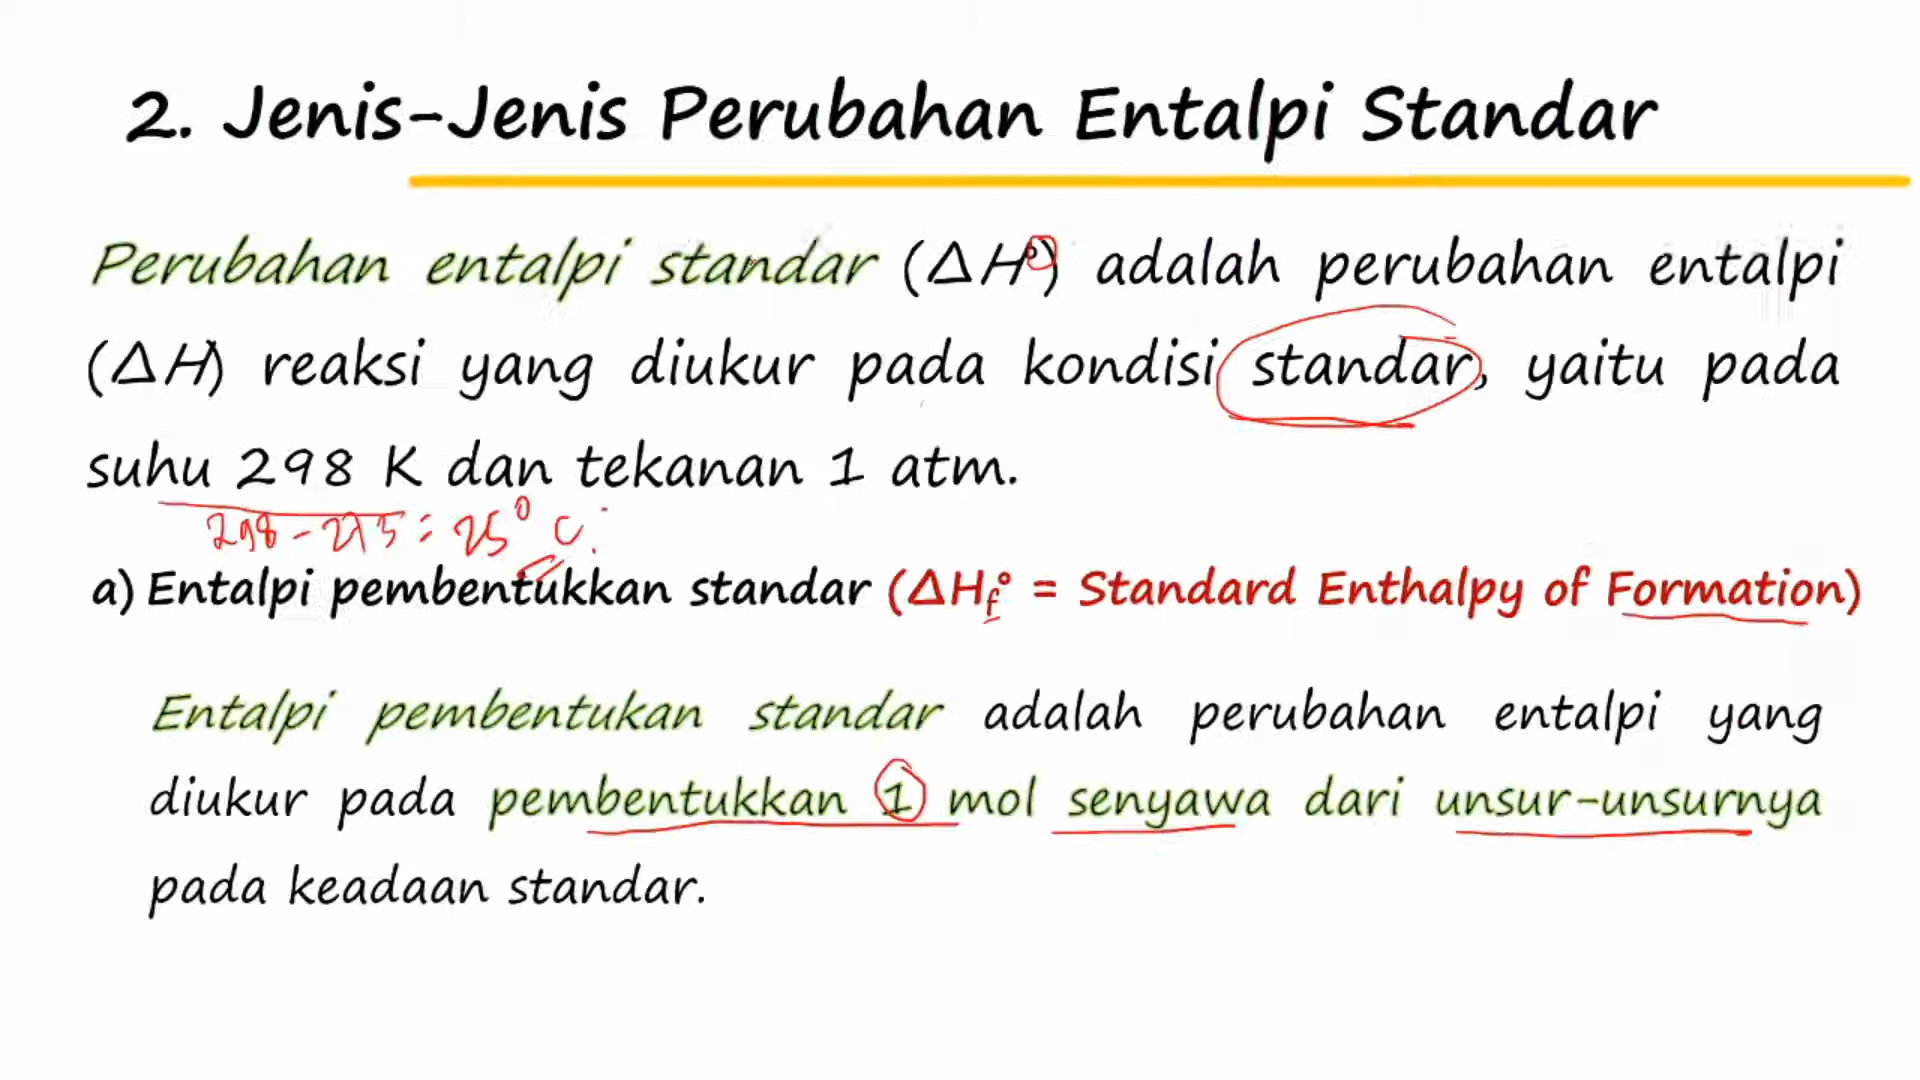 2. Jenis-Jenis Perubahan Entalpi Standar
Perubahan entalpi standar (ΔH°) adalah perubahan entalpi
(ΔH) reaksi yang diukur pada kondisi standar, yaitu pada
suhu 298 K dan tekanan 1 atm.
298 - 273 = 25° C
a) Entalpi pembentukkan standar (ΔHf° = Standard Enthalpy of Formation)
Entalpi pembentukan standar adalah perubahan entalpi yang
diukur pada pembentukkan 1 mol senyawa dari unsur-unsurnya
pada keadaan standar.